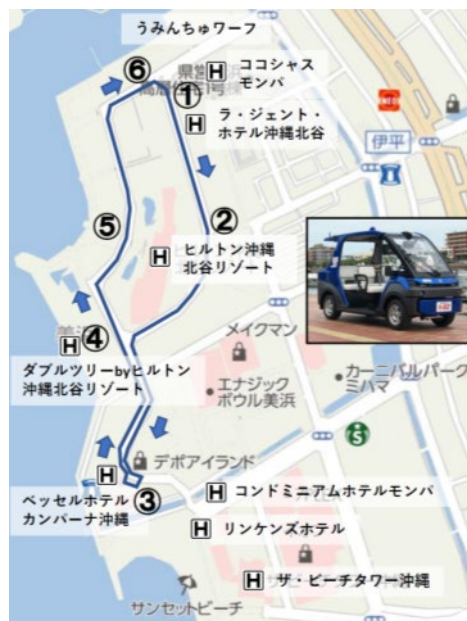 うみんちゅワーフ
⑥
H ココシャス
モンパ
①
H ラ・ジェント・
ホテル沖縄北谷
伊平
②
⑤
H ヒルトン沖縄
北谷リゾート
④
H
ダブルツリーbyヒルトン
沖縄北谷リゾート
メイクマン
エナジック
ボウル美浜
カーニバルパーク
ミハマ
デポアイランド
H
ベッセルホテル
カンパーナ沖縄
③
H コンドミニアムホテルモンパ
H リンケンズホテル
H ザ・ビーチタワー沖縄
サンセットビーチ